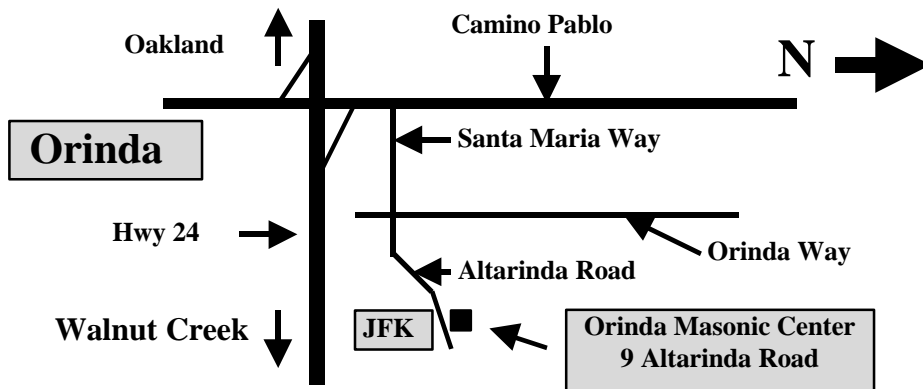 Oakland
Camino Pablo
N
Orinda
Santa Maria Way
Hwy 24
Orinda Way
Altarinda Road
Walnut Creek
JFK
Orinda Masonic Center
9 Altarinda Road